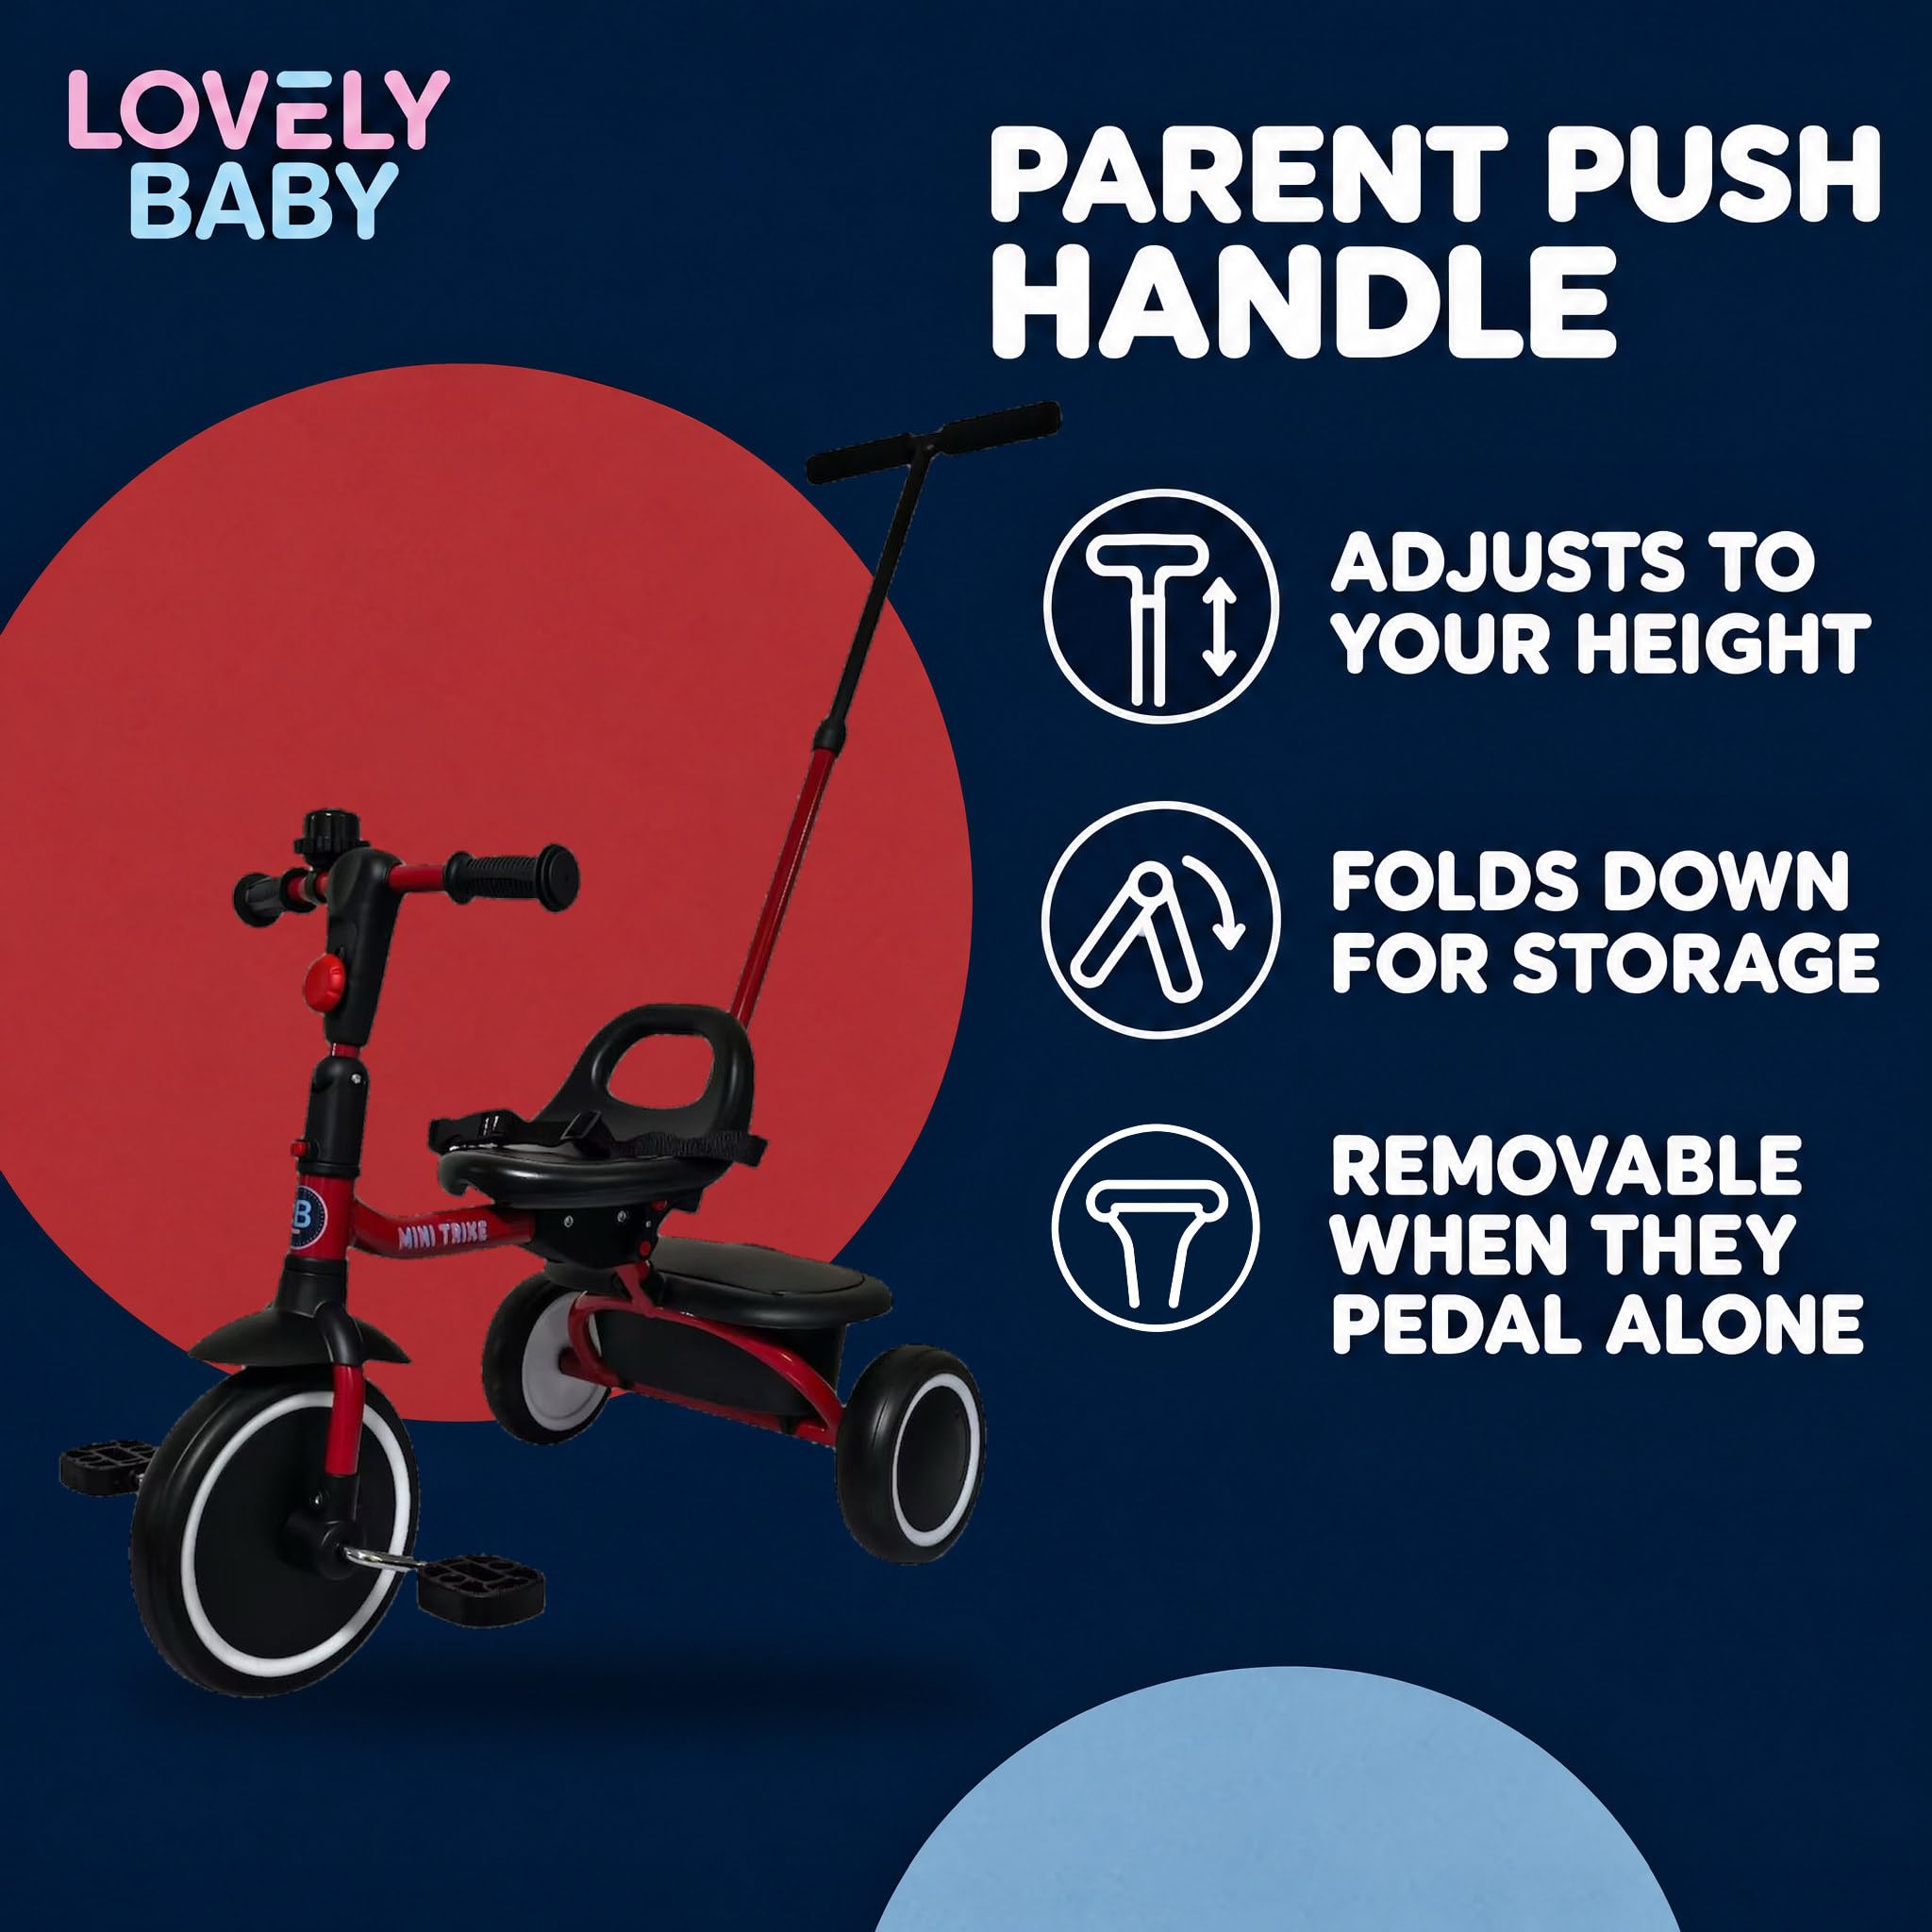 LOVELY
BABY
PARENT PUSH
HANDLE
ADJUSTS TO
YOUR HEIGHT
FOLDS DOWN
FOR STORAGE
REMOVABLE
WHEN THEY
PEDAL ALONE
MINI TRIKE